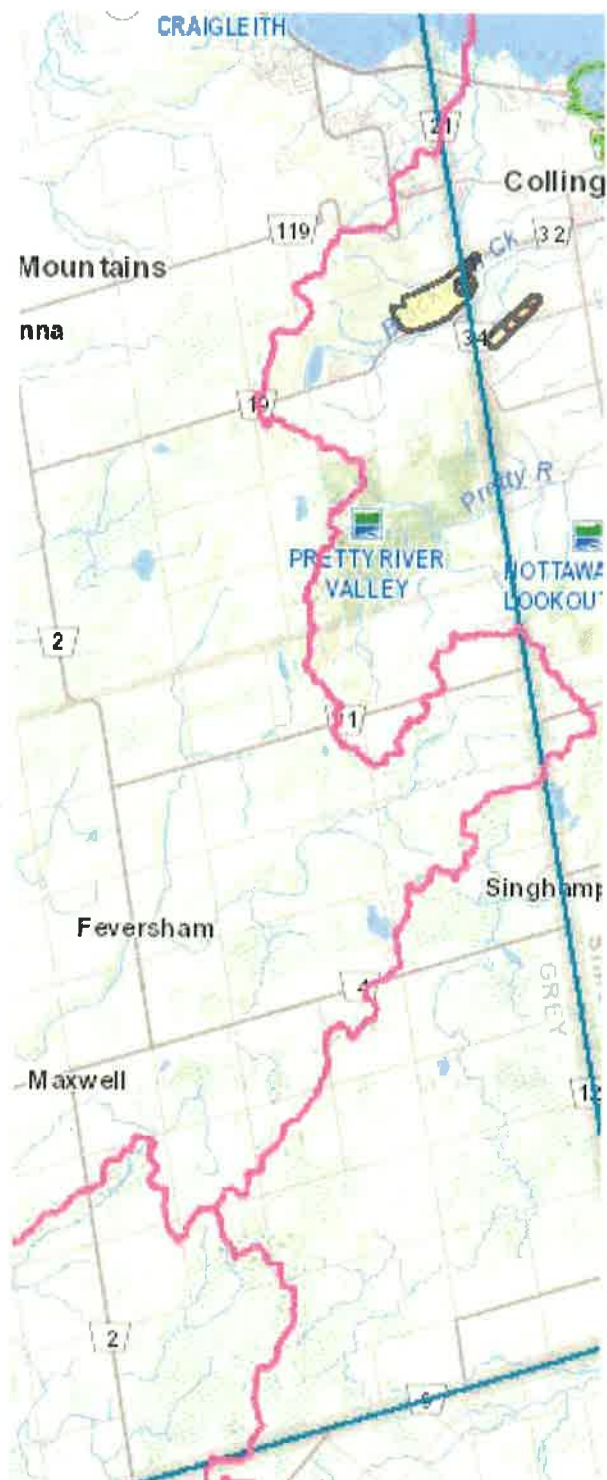 CRAIGLEITH
21
Colling
119
32
Ck
Mountains
nna
34
19
Pretty R
PRETTY RIVER
VALLEY
NOTTAWA
LOOKOUT
2
Singhamp
Feversham
4
GREY
Maxwell
2
9